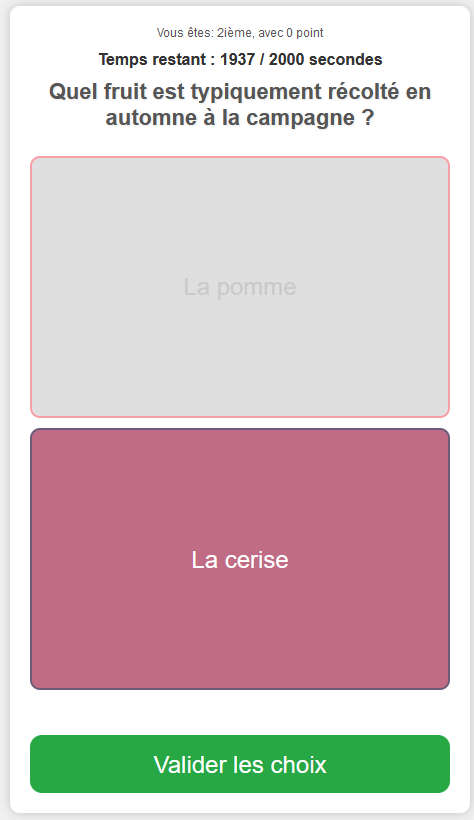 Vous êtes: 2ième, avec 0 point
Temps restant : 1937 / 2000 secondes
Quel fruit est typiquement récolté en
automne à la campagne ?
La pomme
La cerise
Valider les choix